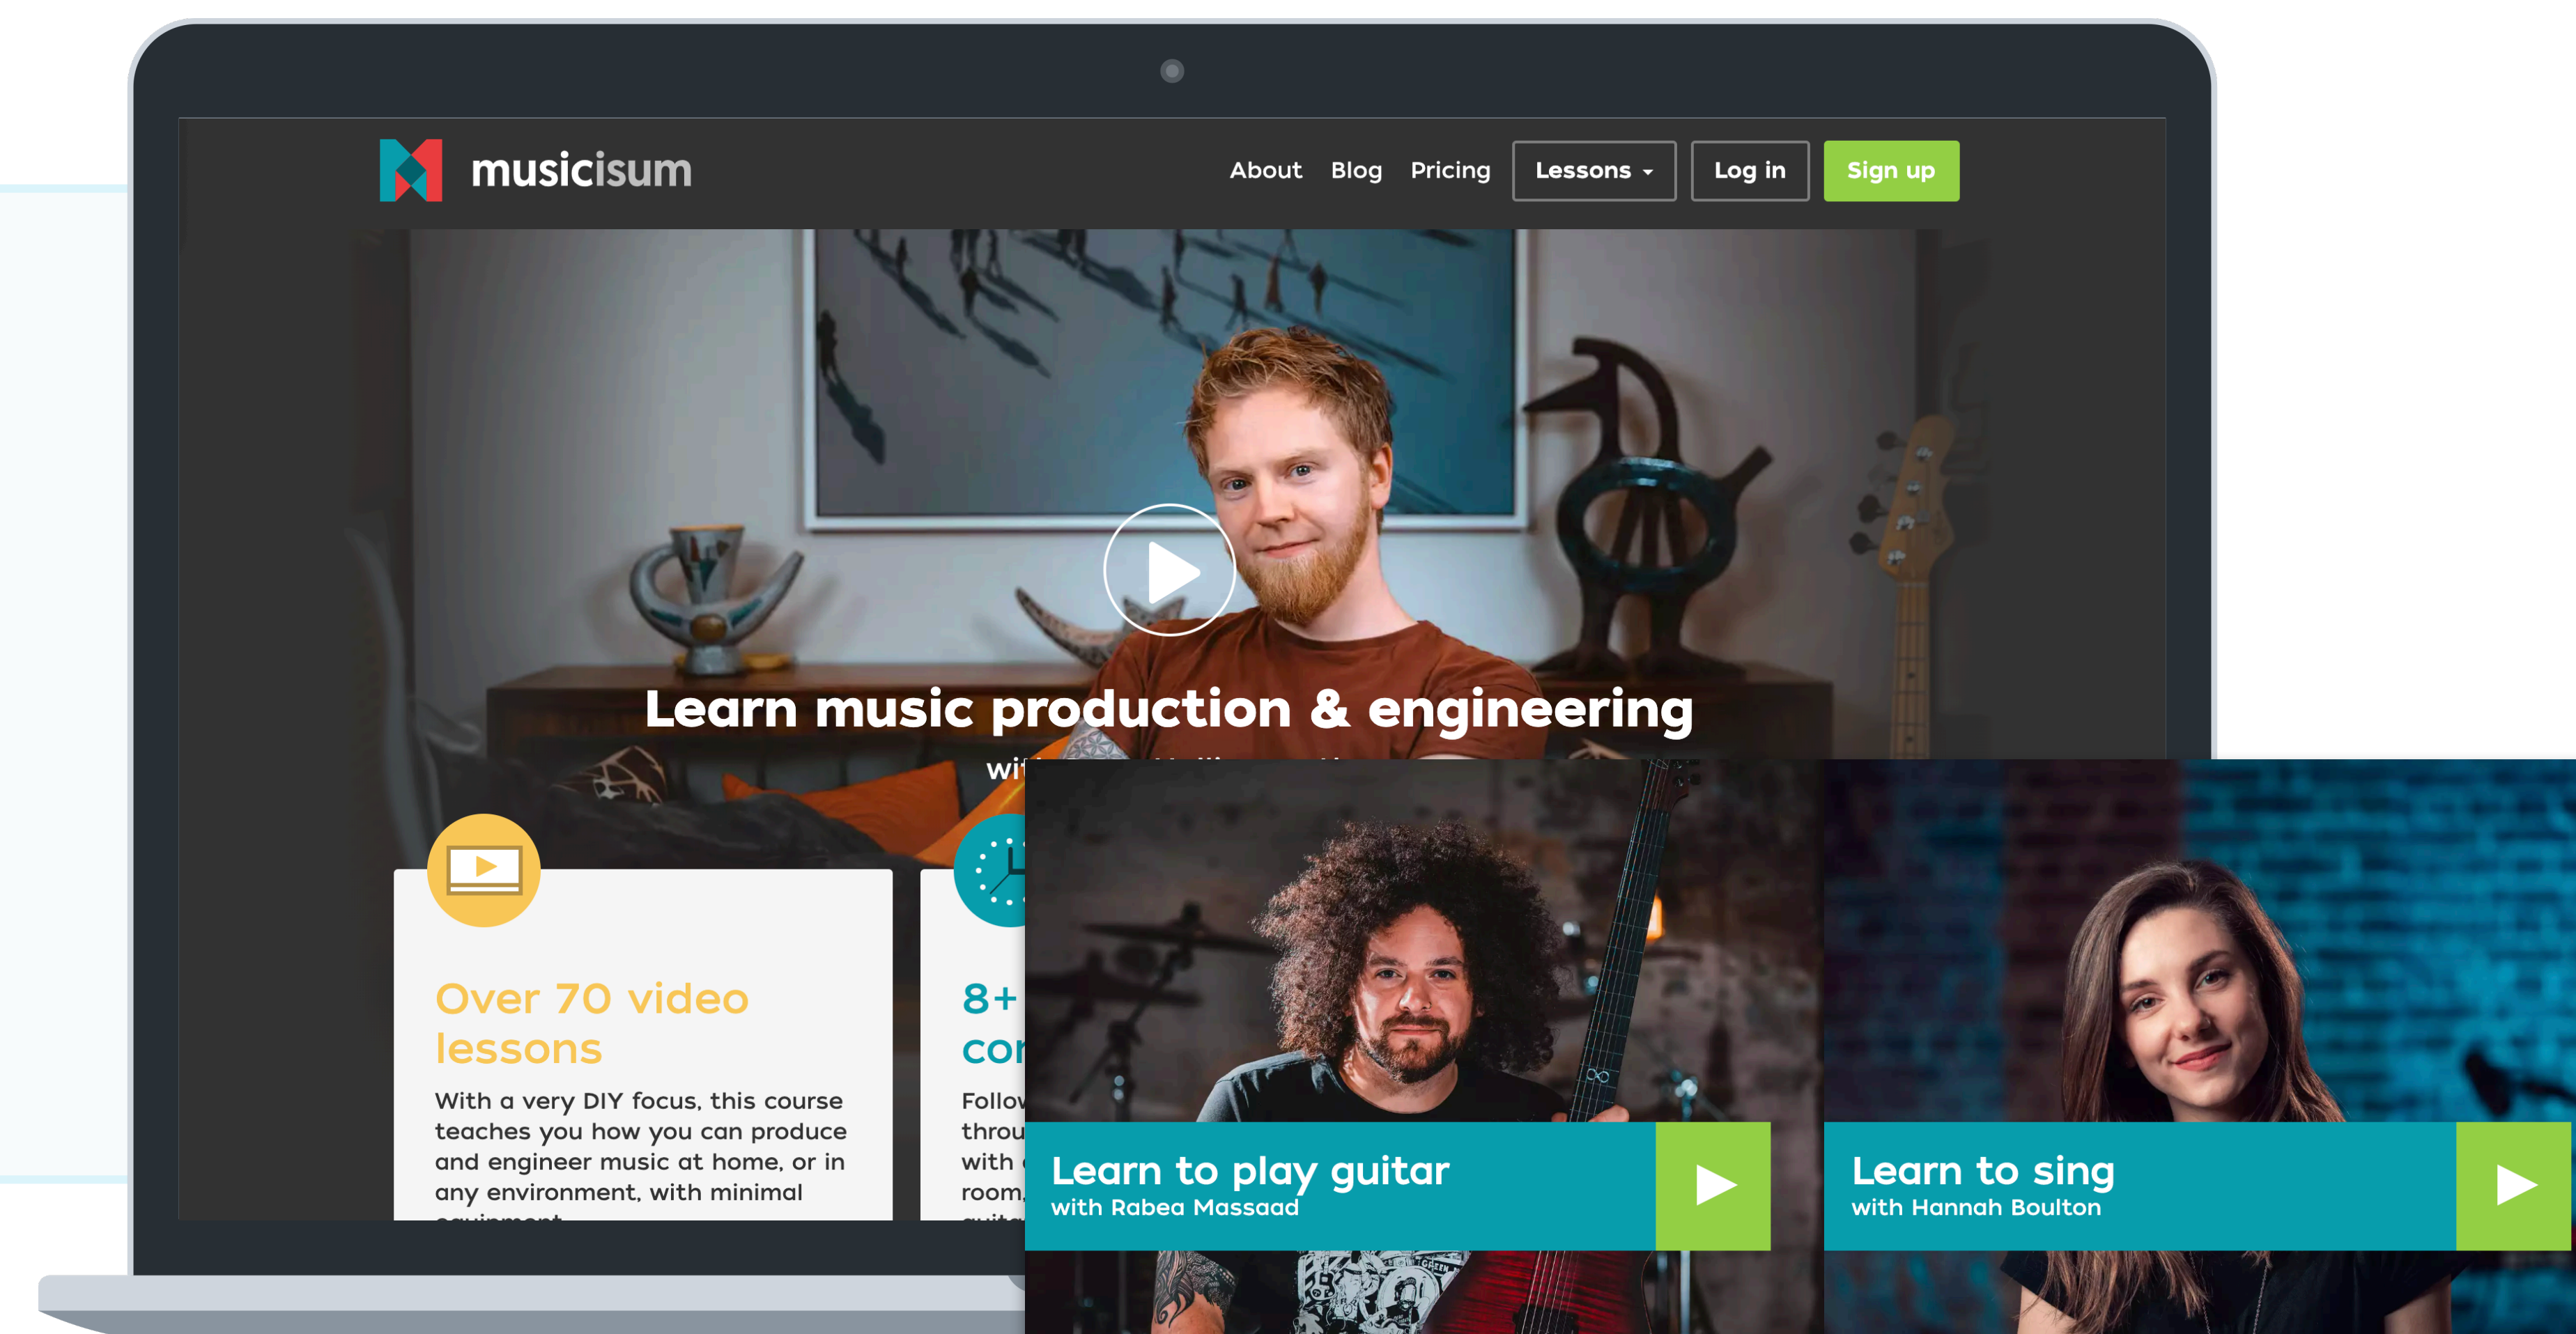 musicisum
About Blog Pricing Lessons Log in Sign up
Learn music production & engineering
Over 70 video
lessons
With a very DIY focus, this course
teaches you how you can produce
and engineer music at home, or in
any environment, with minimal
8+
with
room,
Learn to play guitar
with Rabea Massaad
Learn to sing
with Hannah Boulton